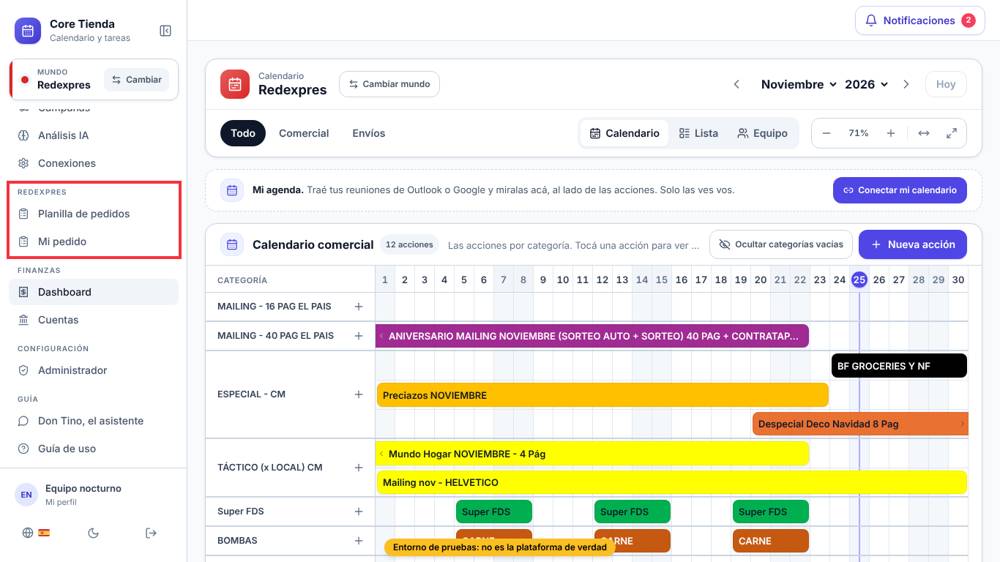 Core Tienda
Calendario y tareas
MUNDO
Redexpres
Cambiar
Análisis IA
Conexiones
REDEXPRES
Planilla de pedidos
Mi pedido
FINANZAS
Dashboard
Cuentas
CONFIGURACIÓN
Administrador
GUÍA
Don Tino, el asistente
Guía de uso
EN
Equipo nocturno
Mi perfil
Notificaciones 2
Calendario
Redexpres
Cambiar mundo
Noviembre 2026
Hoy
Todo Comercial Envíos
Calendario Lista Equipo
71%
Mi agenda. Traé tus reuniones de Outlook o Google y miralas acá, al lado de las acciones. Solo las ves vos.
Conectar mi calendario
Calendario comercial 12 acciones Las acciones por categoría. Tocá una acción para ver ...
Ocultar categorías vacías
Nueva acción
CATEGORÍA 1 2 3 4 5 6 7 8 9 10 11 12 13 14 15 16 17 18 19 20 21 22 23 24 25 26 27 28 29 30
MAILING - 16 PAG EL PAIS
MAILING - 40 PAG EL PAIS
ANIVERSARIO MAILING NOVIEMBRE (SORTEO AUTO + SORTEO) 40 PAG + CONTRATAP...
ESPECIAL - CM
BF GROCERIES Y NF
Preciazos NOVIEMBRE
Despecial Deco Navidad 8 Pag
TÁCTICO (x LOCAL) CM
Mundo Hogar NOVIEMBRE - 4 Pág
Mailing nov - HELVETICO
Super FDS
Super FDS Super FDS Super FDS
BOMBAS
CARNE
Entorno de pruebas: no es la plataforma de verdad